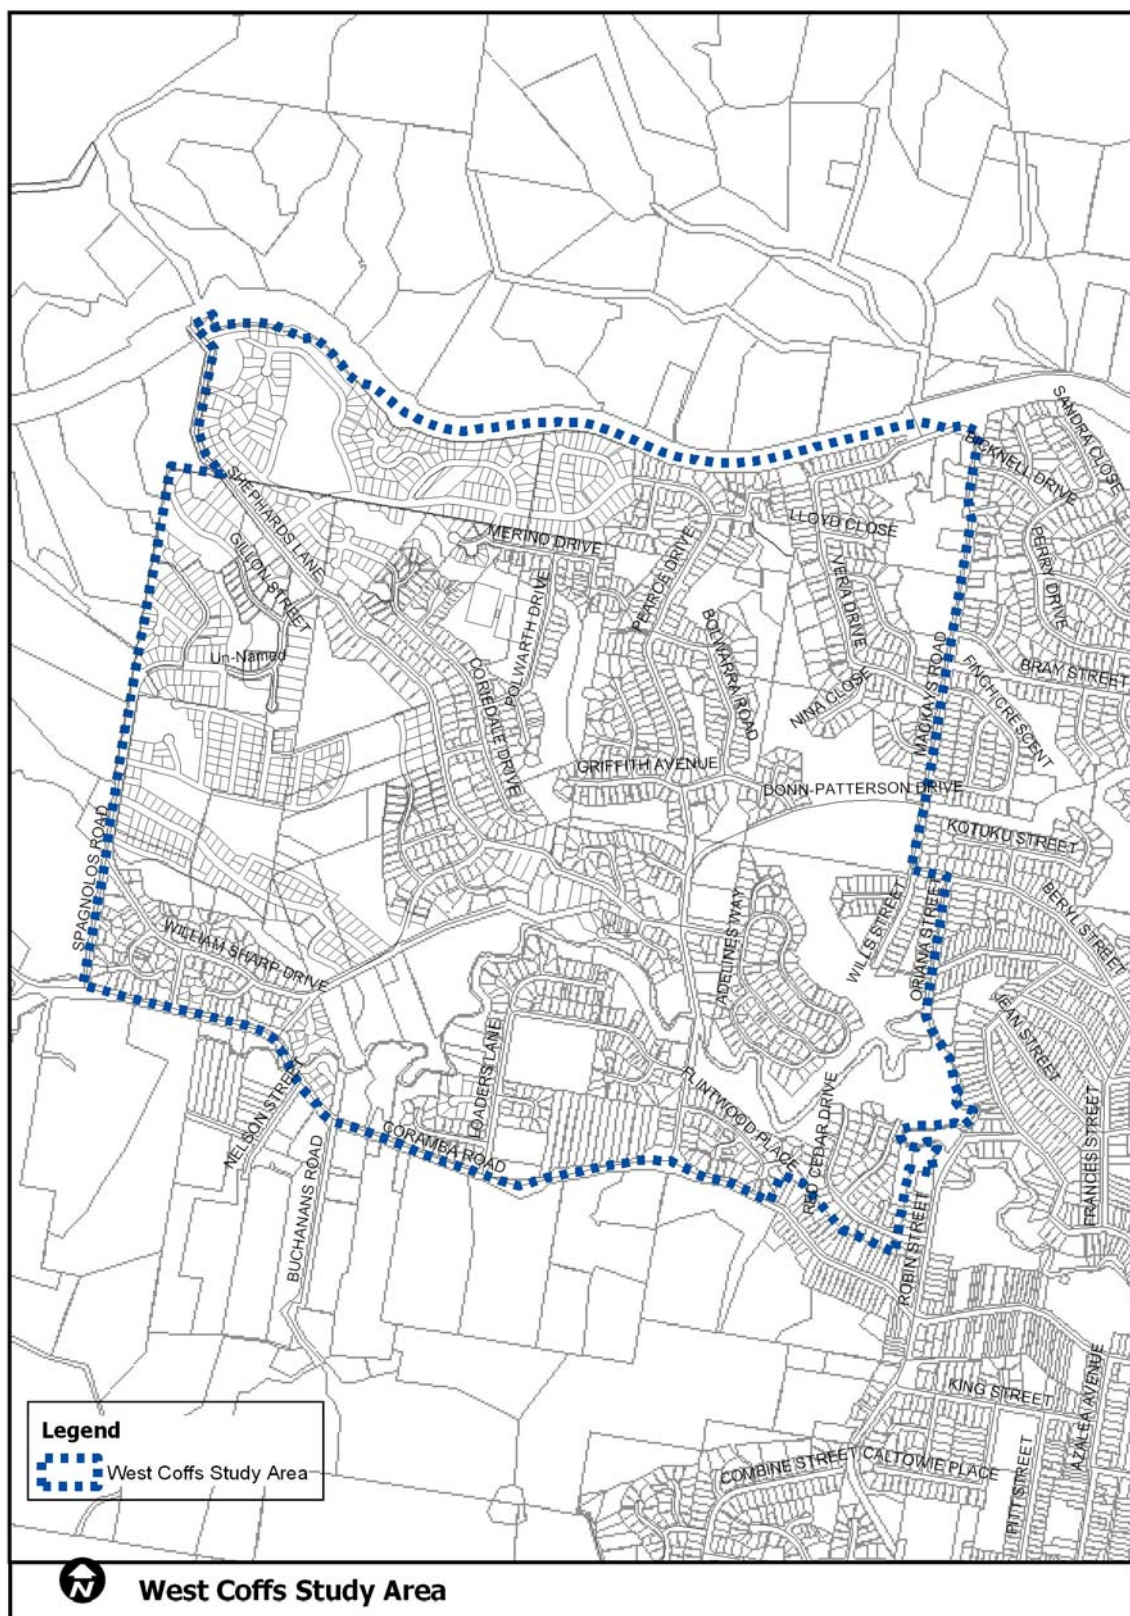 SANDRA CLOSE
BICKNELL DRIVE
SHEPHARDS LANE
LLOYD CLOSE
MERINO DRIVE
GILLON STREET
PERRY DRIVE
PEARCE DRIVE
VERA DRIVE
POLWARTH DRIVE
BOLWARRA ROAD
Un-Named
MACKAYS ROAD
FINCH CRESCENT
BRAY STREET
CORIEDALE DRIVE
NINA CLOSE
GRIFFITH AVENUE
DONN-PATTERSON DRIVE
SPAGNOLOS ROAD
KOTUKU STREET
WILLIAM SHARP DRIVE
ADELINES WAY
WILLS STREET
ORIANA STREET
BERYL STREET
JEAN STREET
LOADERS LANE
NELSON STREET
FLINTWOOD PLACE
RED CEDAR DRIVE
FRANCES STREET
CORAMBA ROAD
BUCHANANS ROAD
ROBIN STREET
KING STREET
AZALEA AVENUE
COMBINE STREET
CALTOWIE PLACE
PITT STREET
Legend
West Coffs Study Area
N
West Coffs Study Area